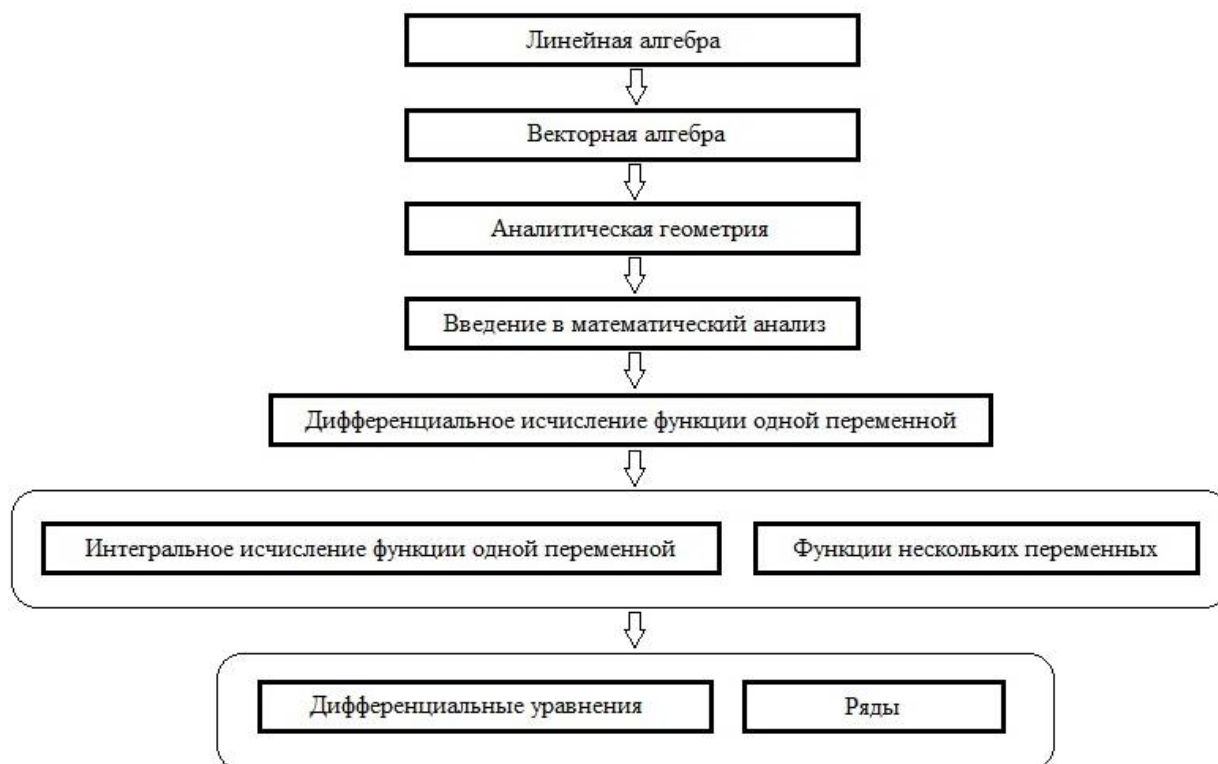 Линейная алгебра
Векторная алгебра
Аналитическая геометрия
Введение в математический анализ
Дифференциальное исчисление функции одной переменной
Интегральное исчисление функции одной переменной
Функции нескольких переменных
Дифференциальные уравнения
Ряды